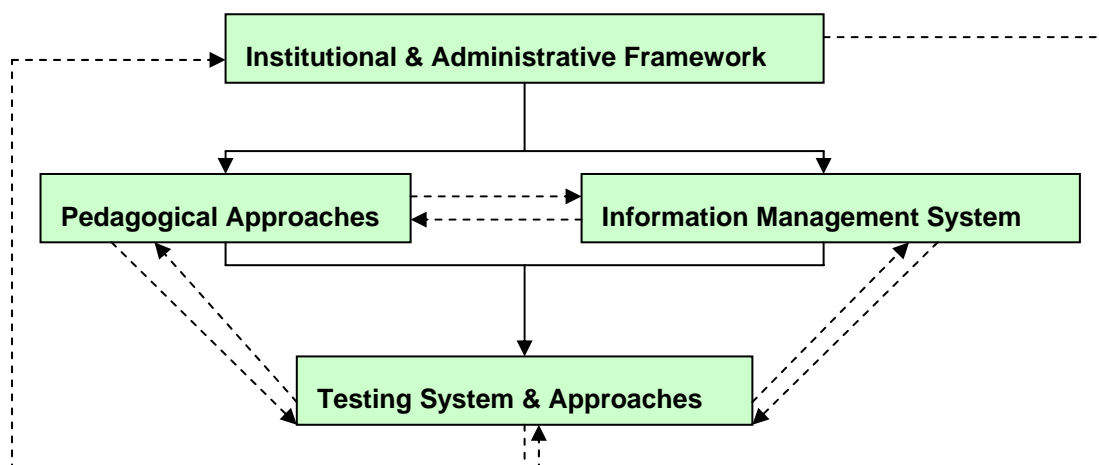 Institutional & Administrative Framework
Pedagogical Approaches
Information Management System
Testing System & Approaches